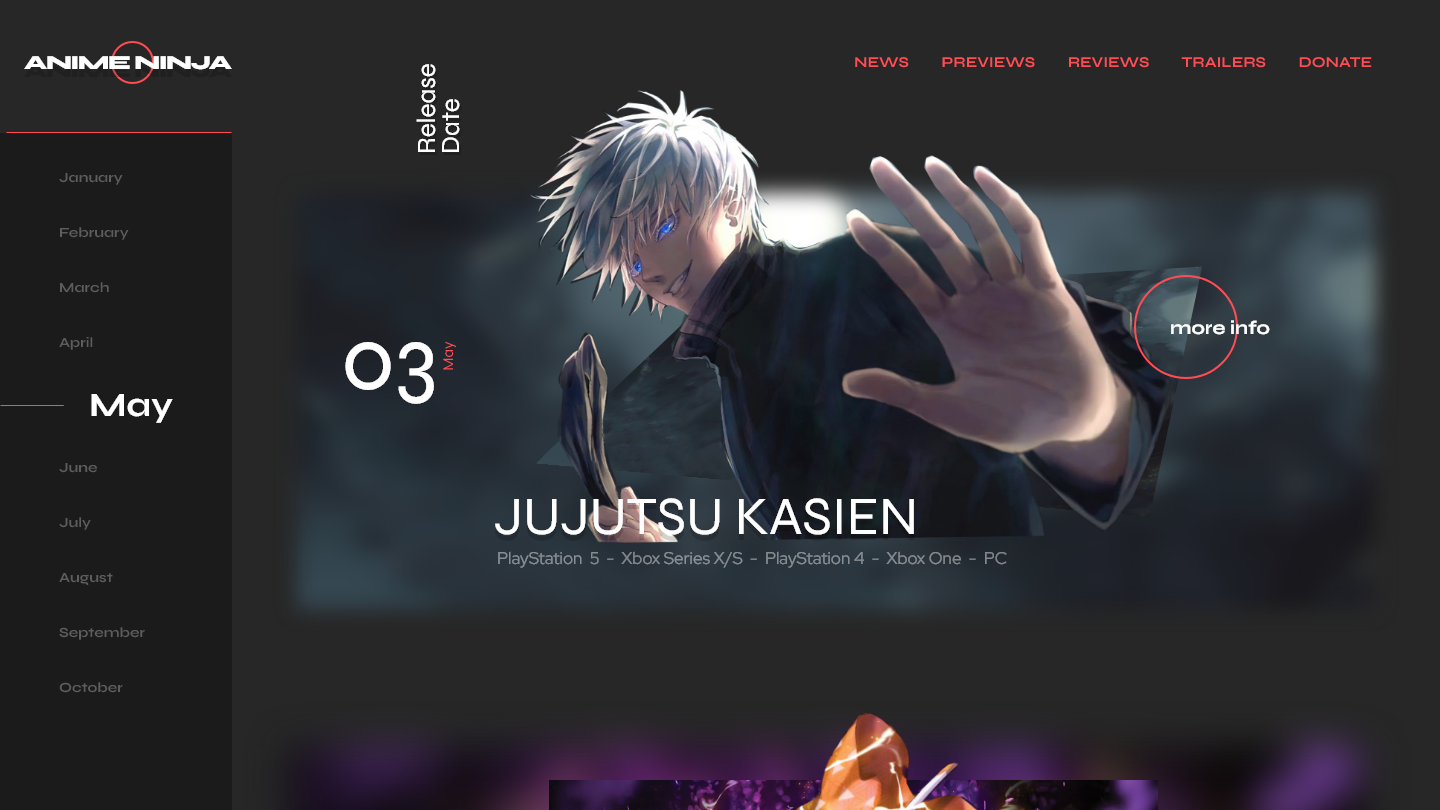 ANIME NINJA
NEWS PREVIEWS REVIEWS TRAILERS DONATE
Release
Date
January
February
March
April
May
June
July
August
September
October
03
May
more info
JUJUTSU KASIEN
PlayStation 5 - Xbox Series X/S - PlayStation 4 - Xbox One - PC